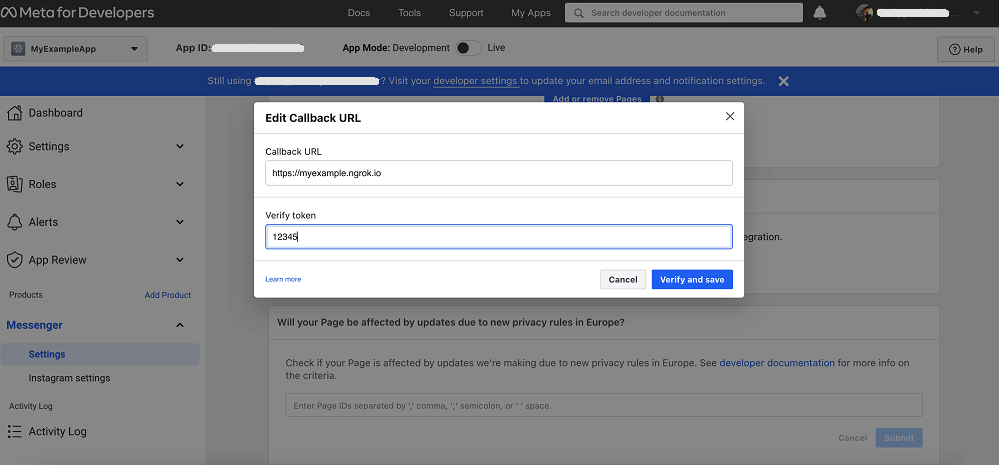 Meta for Developers
Docs
Tools
Support
My Apps
Search developer documentation
MyExampleApp
App ID:
App Mode: Development
Live
Help
Still using
? Visit your developer settings to update your email address and notification settings.
Add or remove Pages
Dashboard
Settings
Roles
Alerts
App Review
Products
Add Product
Messenger
Settings
Instagram settings
Activity Log
Activity Log
Edit Callback URL
Callback URL
https://myexample.ngrok.io
Verify token
12345
Learn more
Cancel
Verify and save
Will your Page be affected by updates due to new privacy rules in Europe?
Check if your Page is affected by updates we're making due to new privacy rules in Europe. See developer documentation for more info on
the criteria.
Enter Page IDs separated by ',' comma, ';' semicolon, or ' ' space.
Cancel
Submit